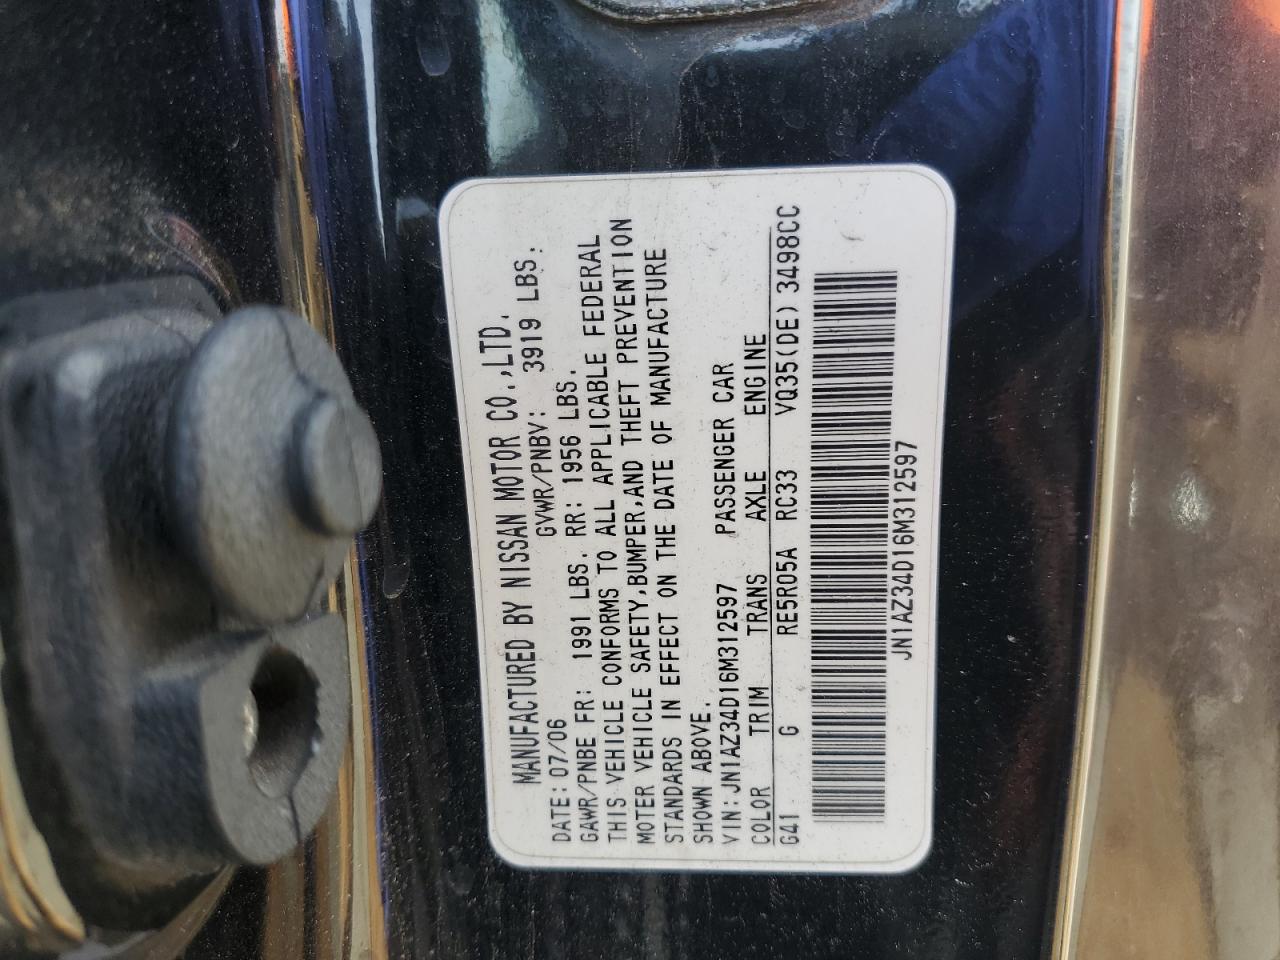 MANUFACTURED BY NISSAN MOTOR CO.,LTD.
DATE: 07/06 GVWR/PNBV: 3919 LBS.
GAWR/PNBE FR: 1991 LBS. RR: 1956 LBS.
THIS VEHICLE CONFORMS TO ALL APPLICABLE FEDERAL
MOTER VEHICLE SAFETY,BUMPER,AND THEFT PREVENTION
STANDARDS IN EFFECT ON THE DATE OF MANUFACTURE
SHOWN ABOVE.
VIN: JN1AZ34D16M312597 PASSENGER CAR
COLOR TRIM TRANS AXLE ENGINE
G41 G RE5R05A RC33 VQ35(DE) 3498CC
JN1AZ34D16M312597